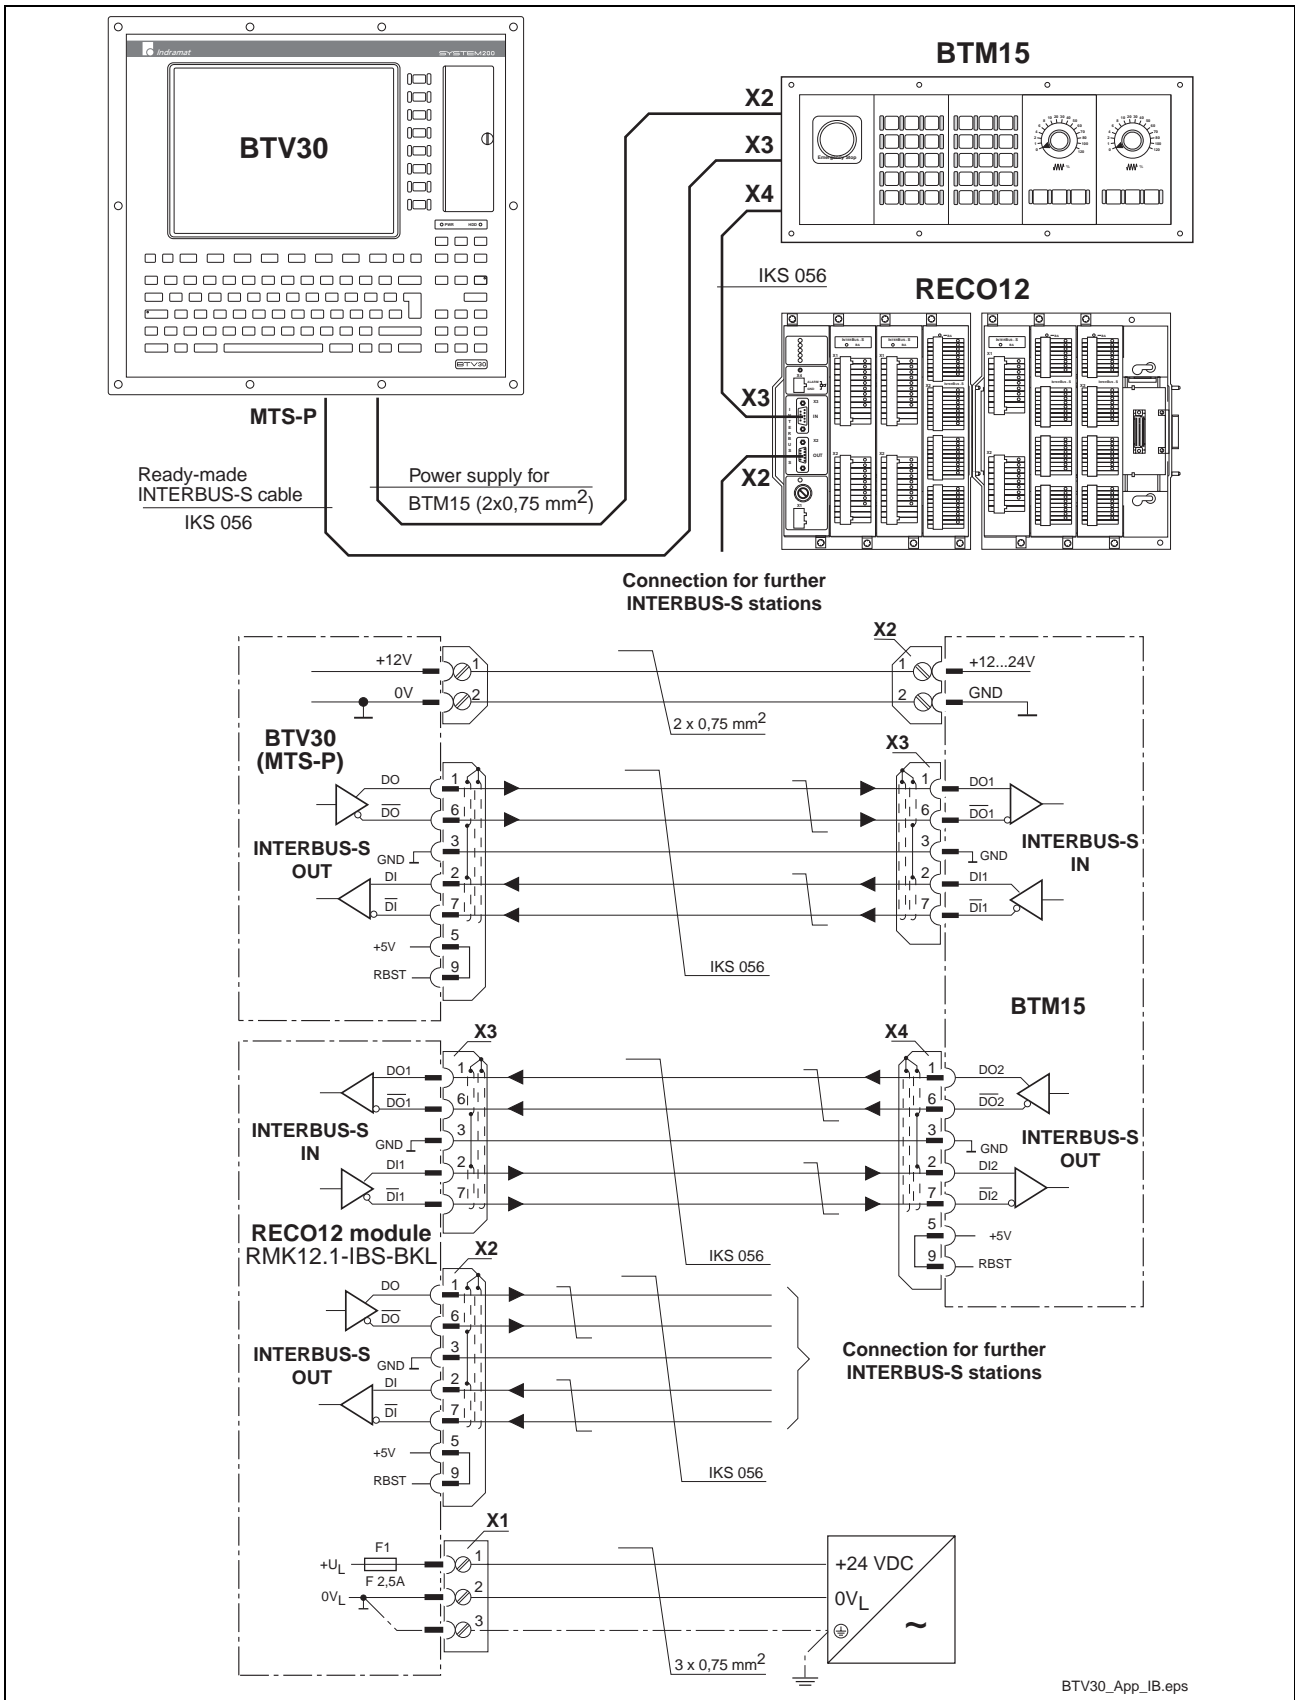 Indramat
SYSTEM200
BTV30
PWR HDD
BTV30
MTS-P
BTM15
X2
X3
X4
Emergency Stop
IKS 056
RECO12
X3
X2
IN
OUT
Ready-made
INTERBUS-S cable
IKS 056
Power supply for
BTM15 (2x0,75 mm2)
Connection for further
INTERBUS-S stations
X2
+12V
1
1
+12...24V
0V
2
2
GND
2 x 0,75 mm2
BTV30
(MTS-P)
X3
DO
1
1
DO1
DO
6
6
DO1
INTERBUS-S
OUT
GND
3
3
GND
INTERBUS-S
IN
DI
2
2
DI1
DI
7
7
DI1
+5V
5
RBST
9
IKS 056
BTM15
X3
X4
DO1
1
1
DO2
DO1
6
6
DO2
INTERBUS-S
IN
GND
3
3
GND
INTERBUS-S
OUT
DI1
2
2
DI2
DI1
7
7
DI2
5
+5V
9
RBST
IKS 056
RECO12 module
RMK12.1-IBS-BKL
X2
DO
1
DO
6
INTERBUS-S
OUT
GND
3
DI
2
DI
7
+5V
5
RBST
9
IKS 056
Connection for further
INTERBUS-S stations
X1
+UL
F1
F 2,5A
1
+24 VDC
0VL
2
0VL
3
~
3 x 0,75 mm2
BTV30_App_IB.eps